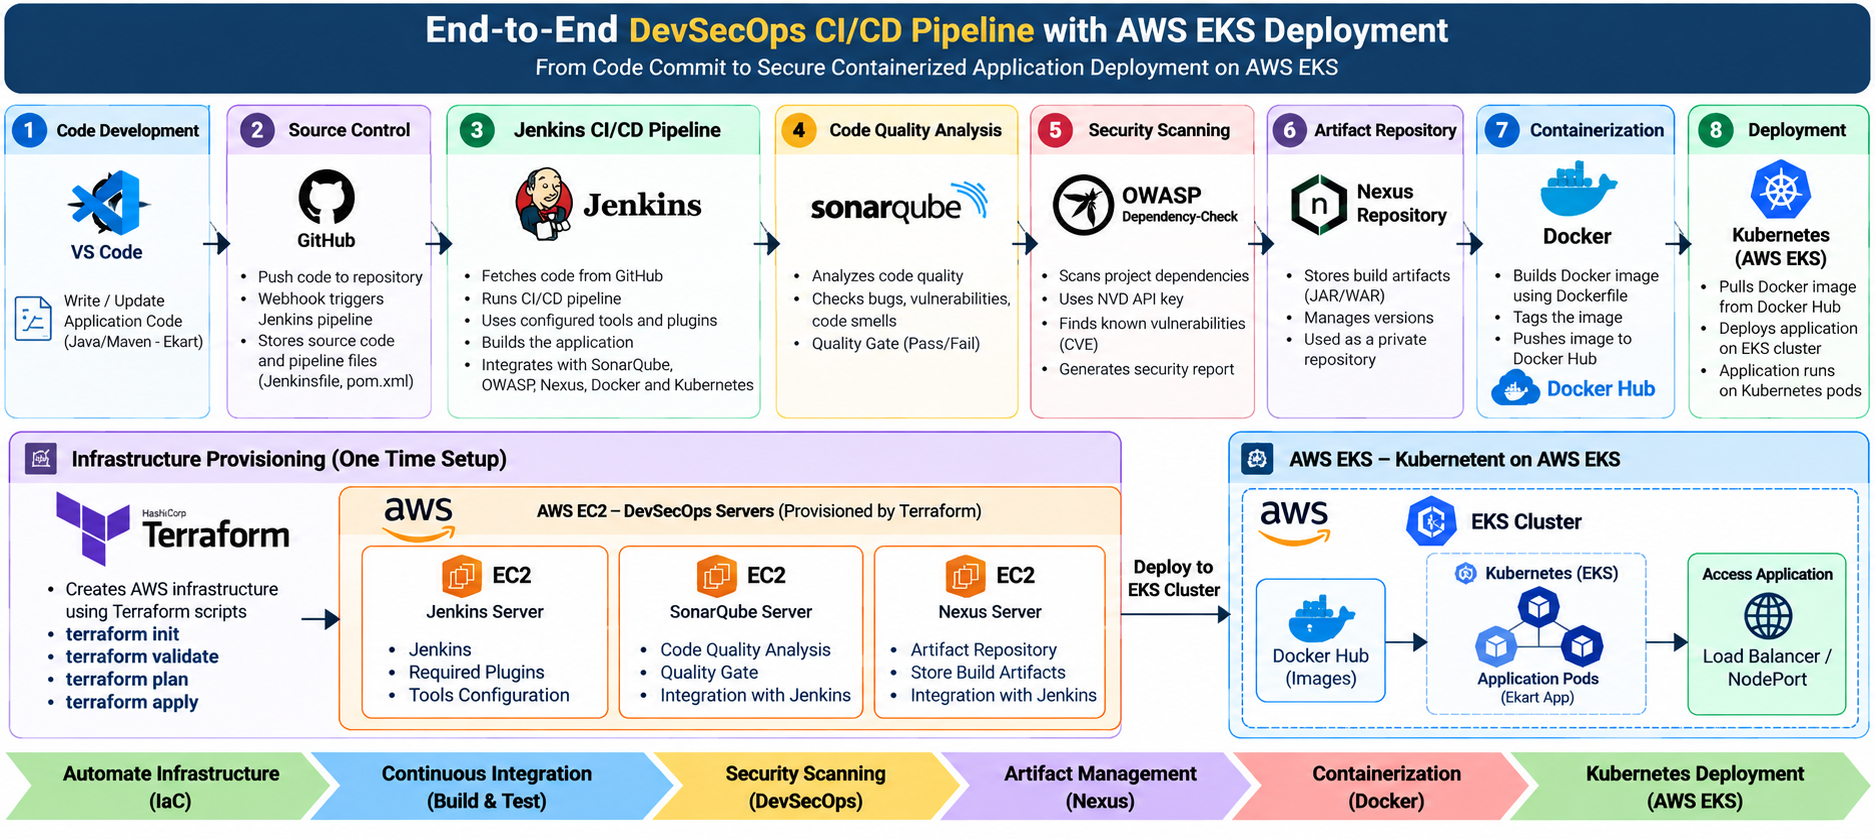 End-to-End DevSecOps CI/CD Pipeline with AWS EKS Deployment
From Code Commit to Secure Containerized Application Deployment on AWS EKS
1 Code Development
VS Code
Write / Update
Application Code
(Java/Maven - Ekart)
2 Source Control
GitHub
• Push code to repository
• Webhook triggers
Jenkins pipeline
• Stores source code
and pipeline files
(Jenkinsfile, pom.xml)
3 Jenkins CI/CD Pipeline
Jenkins
• Fetches code from GitHub
• Runs CI/CD pipeline
• Uses configured tools and plugins
• Builds the application
• Integrates with SonarQube,
OWASP, Nexus, Docker and Kubernetes
4 Code Quality Analysis
sonarqube
• Analyzes code quality
• Checks bugs, vulnerabilities,
code smells
• Quality Gate (Pass/Fail)
5 Security Scanning
OWASP
Dependency-Check
• Scans project dependencies
• Uses NVD API key
• Finds known vulnerabilities
(CVE)
• Generates security report
6 Artifact Repository
n
Nexus
Repository
• Stores build artifacts
(JAR/WAR)
• Manages versions
• Used as a private
repository
7 Containerization
Docker
• Builds Docker image
using Dockerfile
• Tags the image
• Pushes image to
Docker Hub
Docker Hub
8 Deployment
Kubernetes
(AWS EKS)
• Pulls Docker image
from Docker Hub
• Deploys application
on EKS cluster
• Application runs
on Kubernetes pods
Infrastructure Provisioning (One Time Setup)
HashiCorp
Terraform
• Creates AWS infrastructure
using Terraform scripts
• terraform init
• terraform validate
• terraform plan
• terraform apply
aws
AWS EC2 – DevSecOps Servers (Provisioned by Terraform)
EC2
Jenkins Server
• Jenkins
• Required Plugins
• Tools Configuration
EC2
SonarQube Server
• Code Quality Analysis
• Quality Gate
• Integration with Jenkins
EC2
Nexus Server
• Artifact Repository
• Store Build Artifacts
• Integration with Jenkins
Deploy to
EKS Cluster
AWS EKS – Kubernetent on AWS EKS
aws
EKS Cluster
Docker Hub
(Images)
Kubernetes (EKS)
Application Pods
(Ekart App)
Access Application
Load Balancer /
NodePort
Automate Infrastructure
(IaC)
Continuous Integration
(Build & Test)
Security Scanning
(DevSecOps)
Artifact Management
(Nexus)
Containerization
(Docker)
Kubernetes Deployment
(AWS EKS)